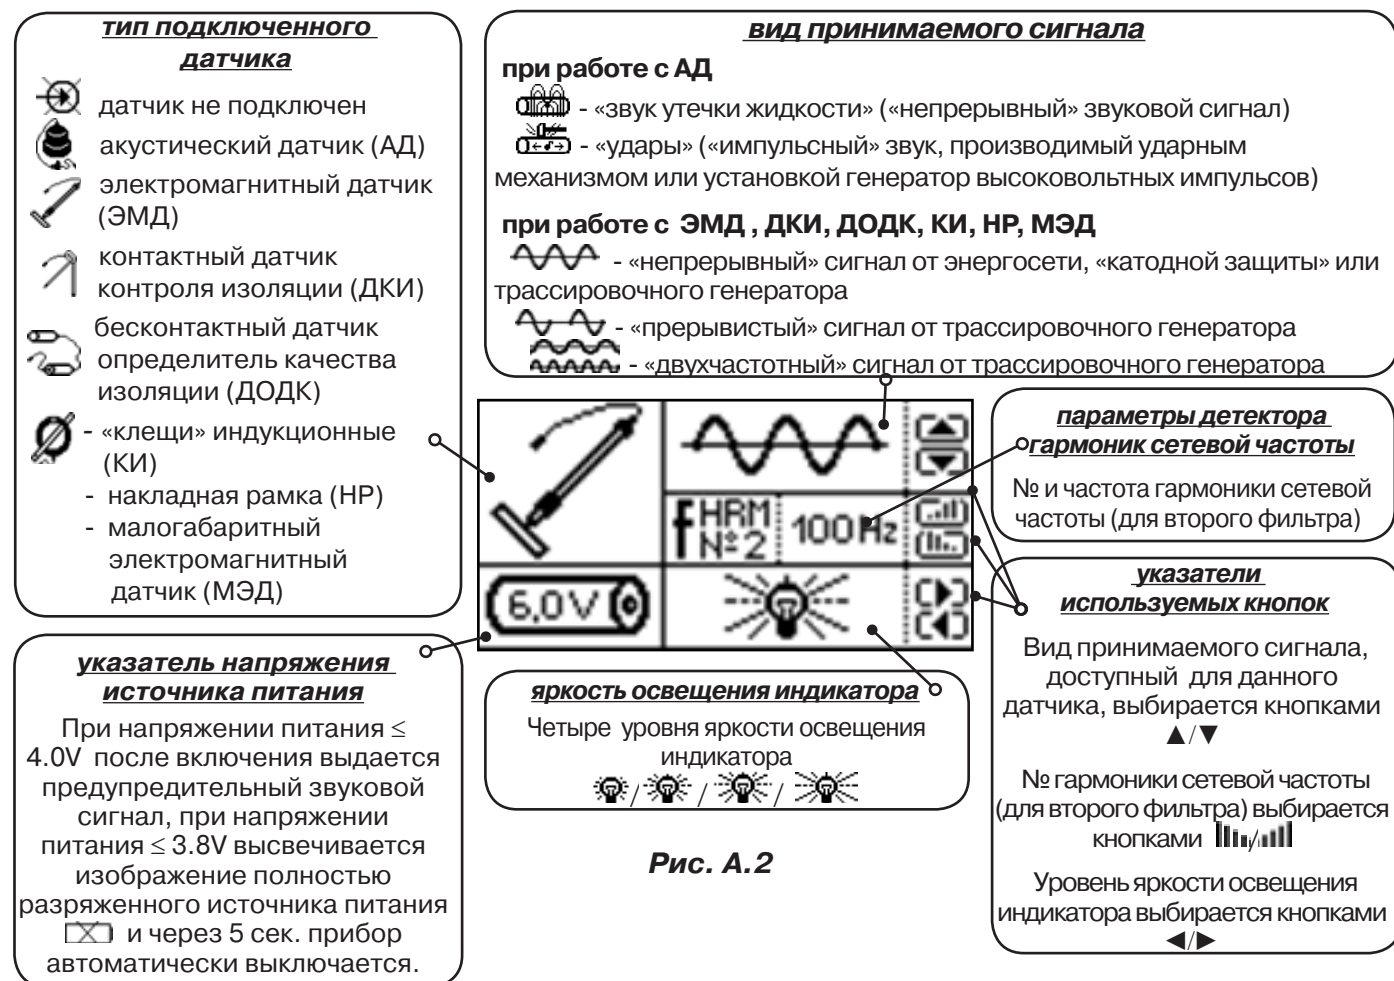 тип подключенного
датчика
датчик не подключен
акустический датчик (АД)
электромагнитный датчик
(ЭМД)
контактный датчик
контроля изоляции (ДКИ)
бесконтактный датчик
определитель качества
изоляции (ДОДК)
- «клещи» индукционные
(КИ)
- накладная рамка (НР)
- малогабаритный
электромагнитный
датчик (МЭД)
вид принимаемого сигнала
при работе с АД
- «звук утечки жидкости» («непрерывный» звуковой сигнал)
- «удары» («импульсный» звук, производимый ударным
механизмом или установкой генератор высоковольтных импульсов)
при работе с ЭМД , ДКИ, ДОДК, КИ, НР, МЭД
- «непрерывный» сигнал от энергосети, «катодной защиты» или
трассировочного генератора
- «прерывистый» сигнал от трассировочного генератора
- «двухчастотный» сигнал от трассировочного генератора
f HRM
№2
100Hz
6,0V
параметры детектора
гармоник сетевой частоты
№ и частота гармоники сетевой
частоты (для второго фильтра)
указатели
используемых кнопок
Вид принимаемого сигнала,
доступный для данного
датчика, выбирается кнопками
▲/▼
№ гармоники сетевой частоты
(для второго фильтра) выбирается
кнопками /
Уровень яркости освещения
индикатора выбирается кнопками
◄/►
указатель напряжения
источника питания
При напряжении питания ≤
4.0V после включения выдается
предупредительный звуковой
сигнал, при напряжении
питания ≤ 3.8V высвечивается
изображение полностью
разряженного источника питания
и через 5 сек. прибор
автоматически выключается.
яркость освещения индикатора
Четыре уровня яркости освещения
индикатора
/ / /
Рис. А.2